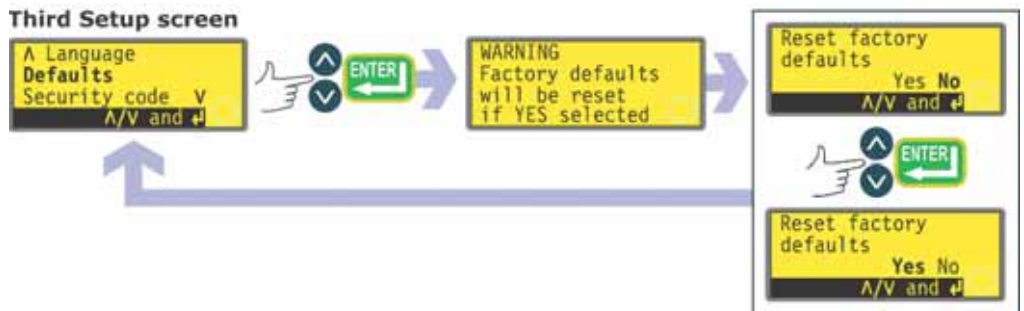 Third Setup screen
Λ Language
Defaults
Security code V
Λ/V and ↵
ENTER
WARNING
Factory defaults
will be reset
if YES selected
Reset factory
defaults
Yes No
Λ/V and ↵
ENTER
Reset factory
defaults
Yes No
Λ/V and ↵